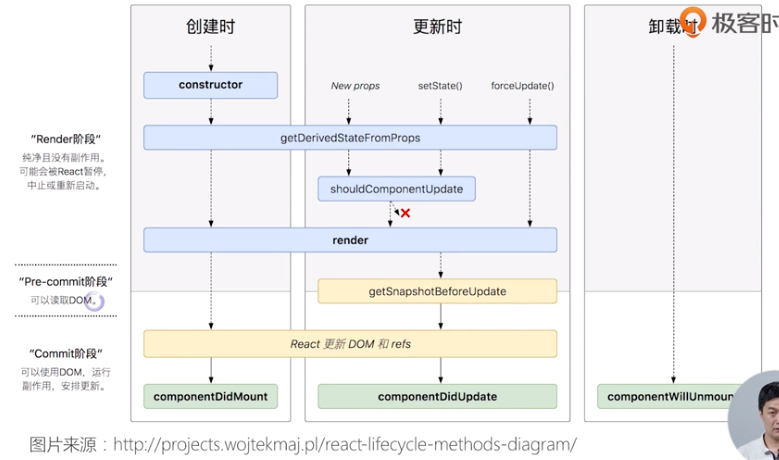 创建时
更新时
卸载时
极客时
constructor
New props
setState()
forceUpdate()
“Render阶段”
纯净且没有副作用。
可能会被React暂停，
中止或重新启动。
getDerivedStateFromProps
shouldComponentUpdate
render
“Pre-commit阶段”
可以读取DOM。
getSnapshotBeforeUpdate
“Commit阶段”
可以使用DOM，运行
副作用，安排更新。
React 更新 DOM 和 refs
componentDidMount
componentDidUpdate
componentWillUnmoun
图片来源：http://projects.wojtekmaj.pl/react-lifecycle-methods-diagram/